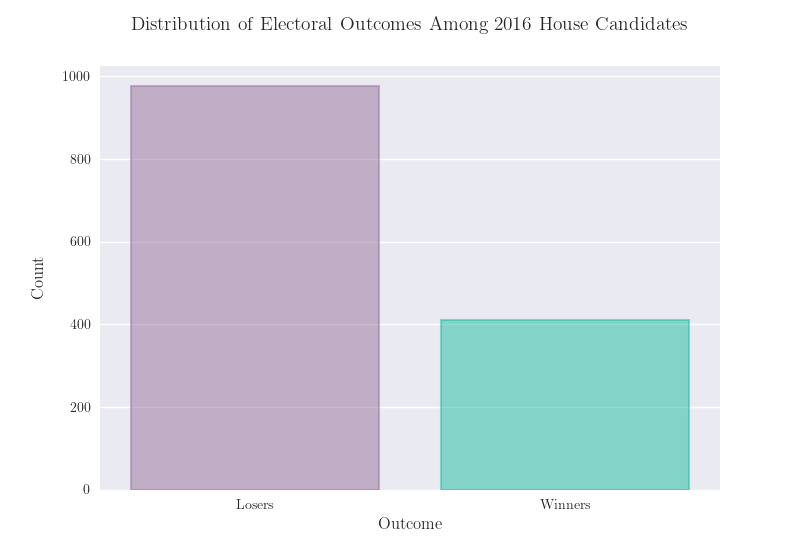 Distribution of Electoral Outcomes Among 2016 House Candidates
1000
800
600
400
200
0
Count
Losers
Winners
Outcome